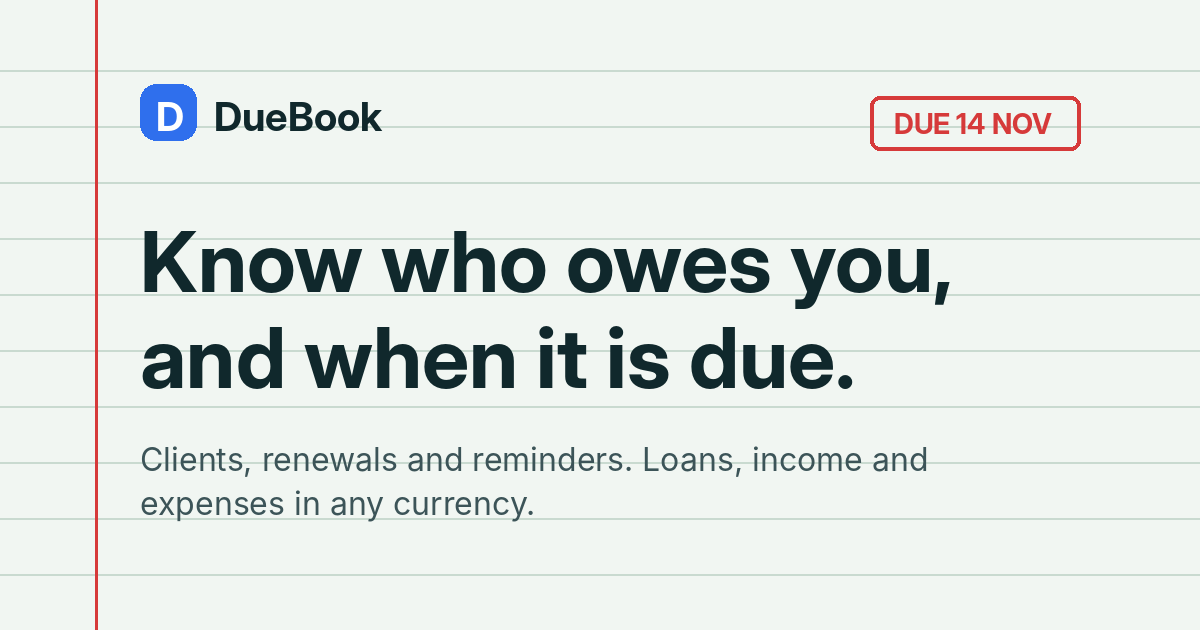 D DueBook
DUE 14 NOV
Know who owes you,
and when it is due.
Clients, renewals and reminders. Loans, income and
expenses in any currency.